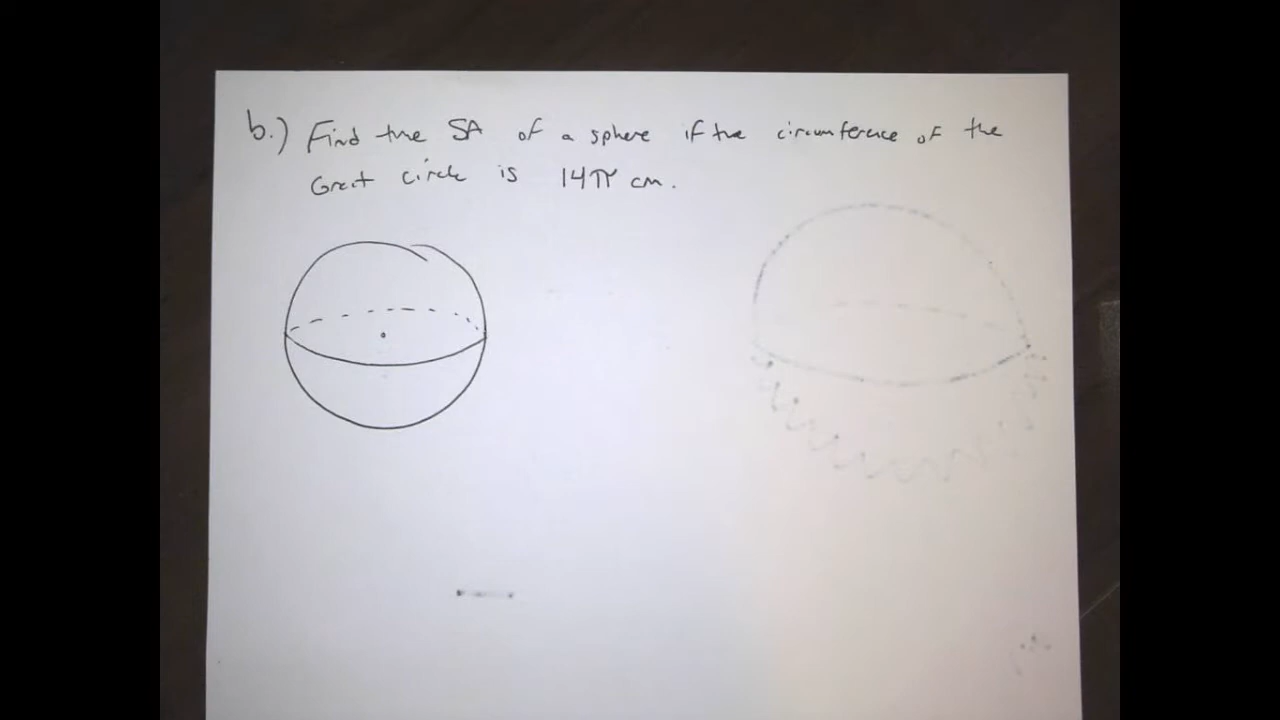 b.) Find the SA of a sphere if the circumference of the
Great circle is 14π cm.